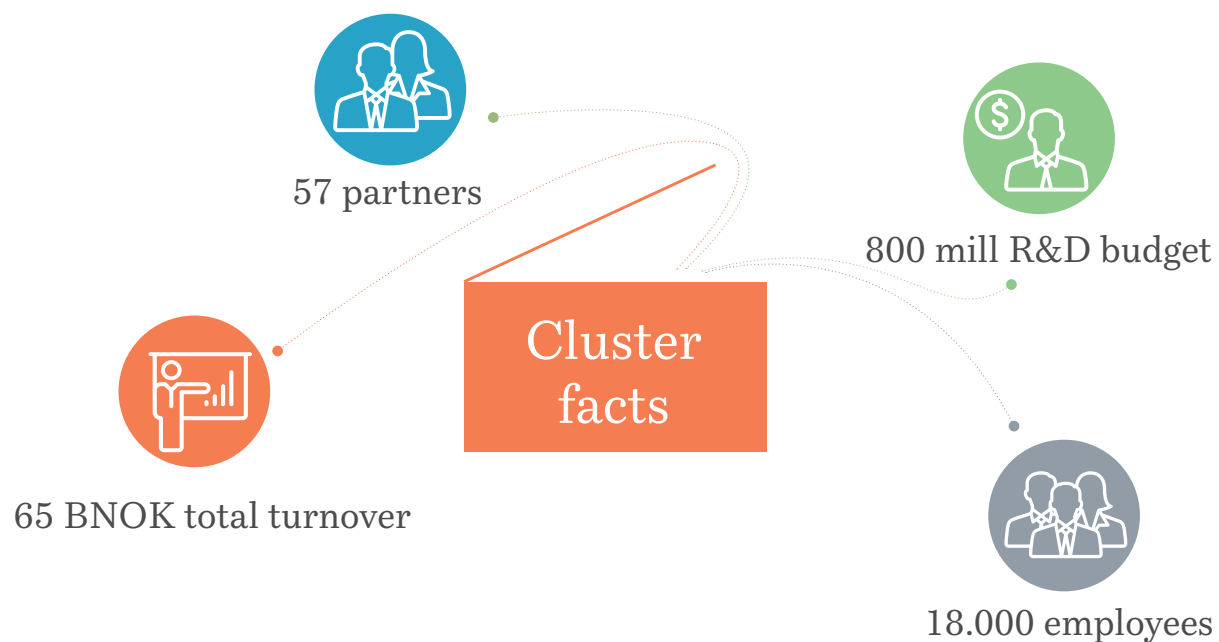 57 partners
800 mill R&D budget
Cluster
facts
65 BNOK total turnover
18.000 employees